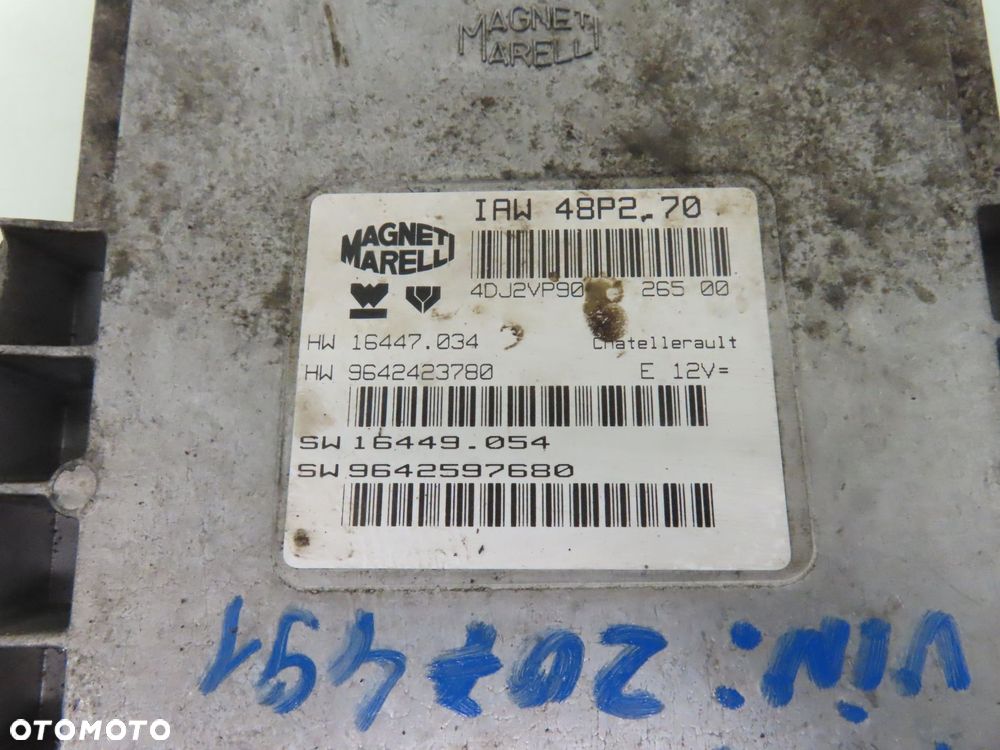 MAGNETI
MARELLI
IAW 48P2.70
MAGNETI
MARELLI
4DJ2VP90 265 00
HW 16447.034 Chatellerault
HW 9642423780 E 12V=
SW 16449.054
SW 9642597680
VIN: 207491
OTOMOTO